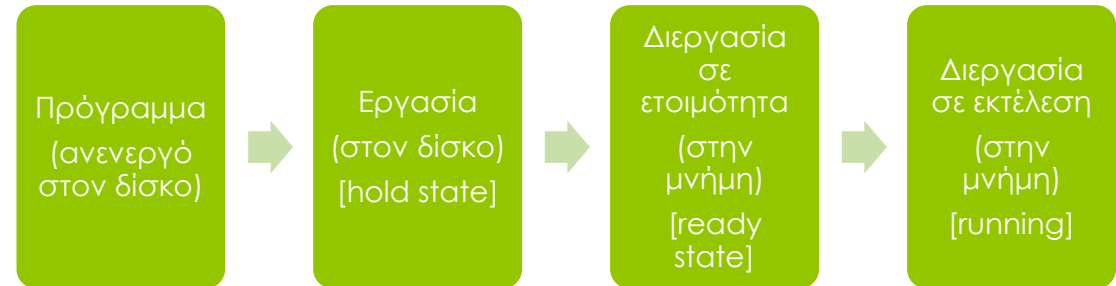 Πρόγραμμα
(ανενεργό
στον δίσκο)
Εργασία
(στον δίσκο)
[hold state]
Διεργασία
σε
ετοιμότητα
(στην
μνήμη)
[ready
state]
Διεργασία
σε εκτέλεση
(στην
μνήμη)
[running]